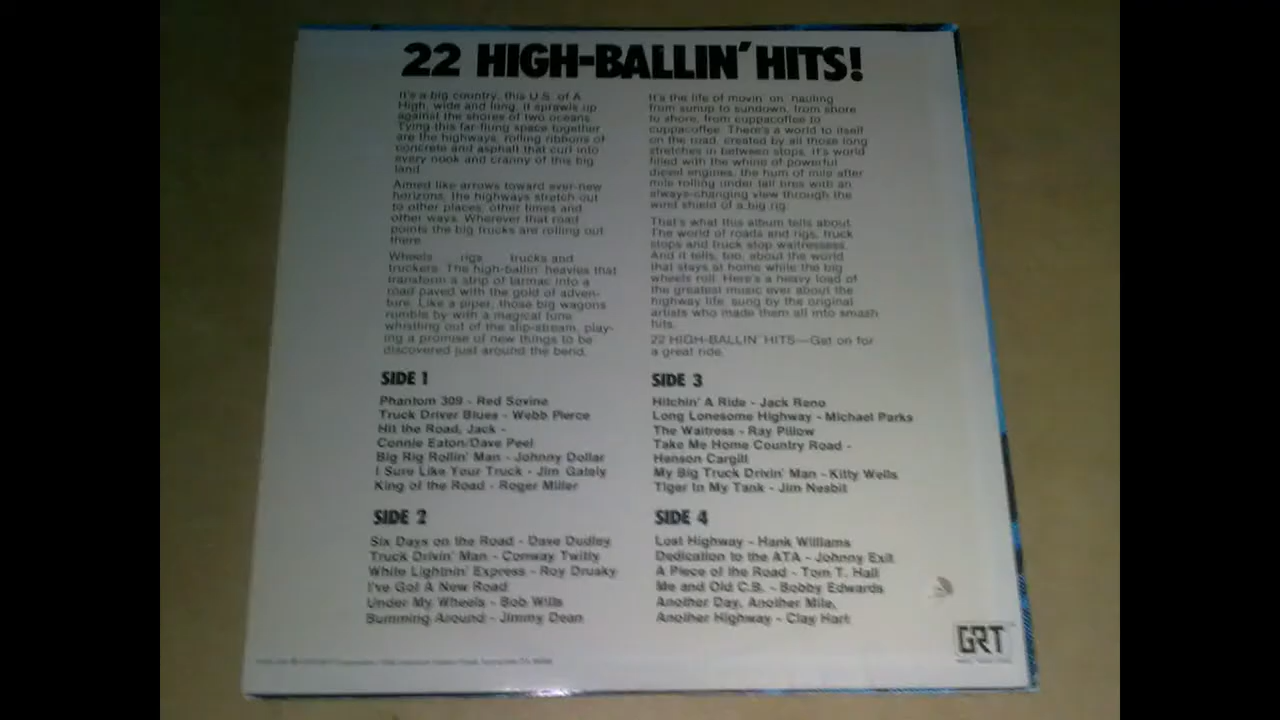 22 HIGH-BALLIN' HITS!
It's a big country, this U.S. of A
High, wide and long, it sprawls up
against the shores of two oceans.
Tying this far-flung space together
are the highways, rolling ribbons of
concrete and asphalt that curl into
every nook and cranny of this big
land.
Aimed like arrows toward ever-new
horizons, the highways stretch out
to other places, other times and
other ways. Wherever that road
points the big trucks are rolling out
there.
Wheels rigs trucks and
truckers. The high-ballin' heavies that
transform a strip of tarmac into a
road paved with the gold of adven-
ture. Like a piper, those big wagons
rumble by with a magical tune
whistling out of the slip-stream, play-
ing a promise of new things to be
discovered just around the bend.
It's the life of movin' on, hauling
from sunup to sundown, from shore
to shore, from cuppacoffee to
cuppacoffee. There's a world to itself
on the road, created by all those long
stretches in between stops. It's world
filled with the whine of powerful
diesel engines, the hum of mile after
mile rolling under tall tires with an
always-changing view through the
wind shield of a big rig.
That's what this album tells about.
The world of roads and rigs, truck
stops and truck stop waitresses.
And it tells, too, about the world
that stays at home while the big
wheels roll. Here's a heavy load of
the greatest music ever about the
highway life, sung by the original
artists who made them all into smash
hits.
22 HIGH-BALLIN' HITS—Get on for
a great ride.
SIDE 1
Phantom 309 - Red Sovine
Truck Driver Blues - Webb Pierce
Hit the Road, Jack -
Connie Eaton/Dave Peel
Big Rig Rollin' Man - Johnny Dollar
I Sure Like Your Truck - Jim Gately
King of the Road - Roger Miller
SIDE 2
Six Days on the Road - Dave Dudley
Truck Drivin' Man - Conway Twitty
White Lightnin' Express - Roy Drusky
I've Got A New Road
Under My Wheels - Bob Wills
Bumming Around - Jimmy Dean
SIDE 3
Hitchin' A Ride - Jack Reno
Long Lonesome Highway - Michael Parks
The Waitress - Ray Pillow
Take Me Home Country Road -
Henson Cargill
My Big Truck Drivin' Man - Kitty Wells
Tiger In My Tank - Jim Nesbit
SIDE 4
Lost Highway - Hank Williams
Dedication to the ATA - Johnny Exit
A Piece of the Road - Tom T. Hall
Me and Old C.B. - Bobby Edwards
Another Day, Another Mile,
Another Highway - Clay Hart
GRT